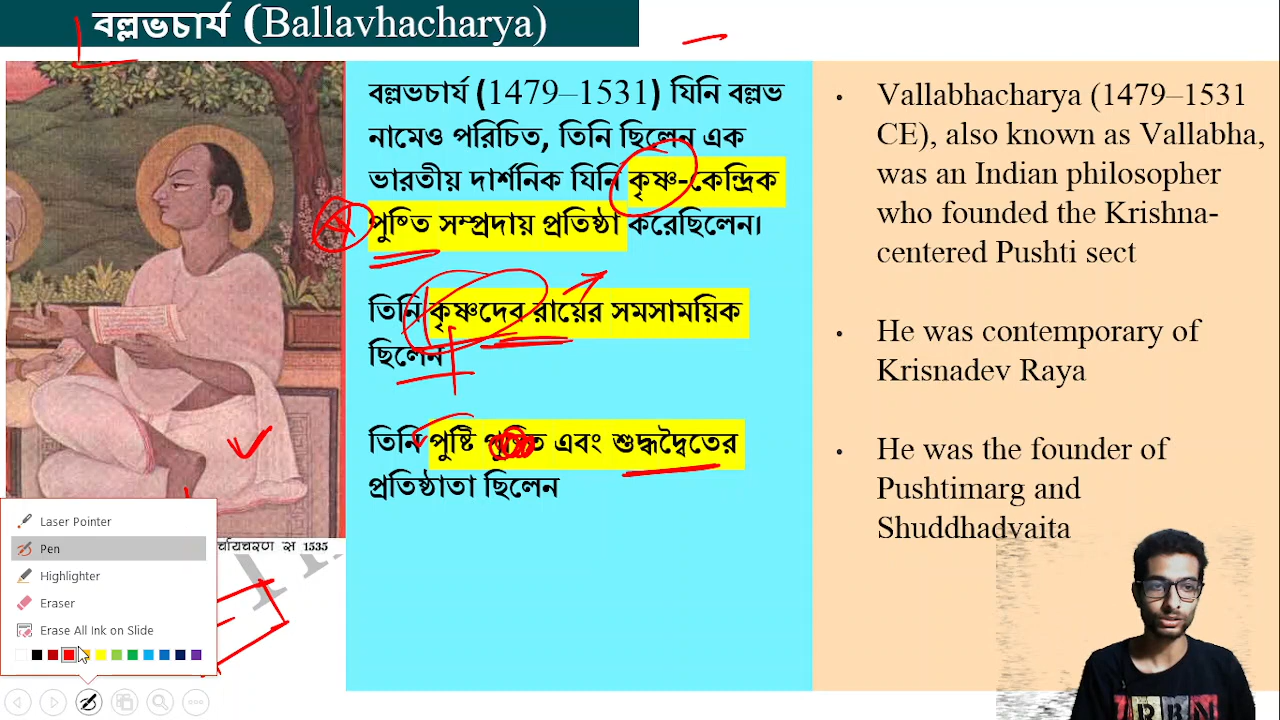 বল্লভচার্য (Ballavhacharya)
বল্লভচার্য (1479–1531) যিনি বল্লভ
নামেও পরিচিত, তিনি ছিলেন এক
ভারতীয় দার্শনিক যিনি কৃষ্ণ-কেন্দ্রিক
পুষ্তি সম্প্রদায় প্রতিষ্ঠা করেছিলেন।
তিনি কৃষ্ণদেব রায়ের সমসাময়িক
ছিলেন
তিনি পুষ্টি এবং শুদ্ধদ্বৈতের
প্রতিষ্ঠাতা ছিলেন
• Vallabhacharya (1479–1531
CE), also known as Vallabha,
was an Indian philosopher
who founded the Krishna-
centered Pushti sect
• He was contemporary of
Krisnadev Raya
• He was the founder of
Pushtimarg and
Shuddhadvaita
Laser Pointer
Pen
Highlighter
Eraser
Erase All Ink on Slide
स 1535